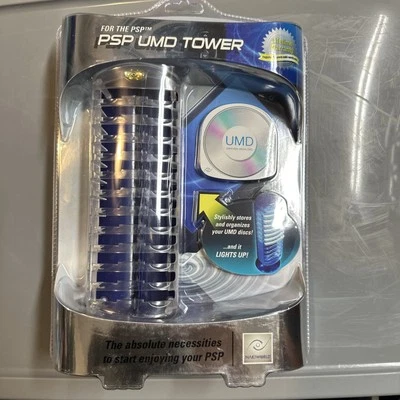 FOR THE PSP™
PSP UMD TOWER
UMD
Stylishly stores
and organizes
your UMD discs!
...and it
LIGHTS UP!
The absolute necessities
to start enjoying your PSP